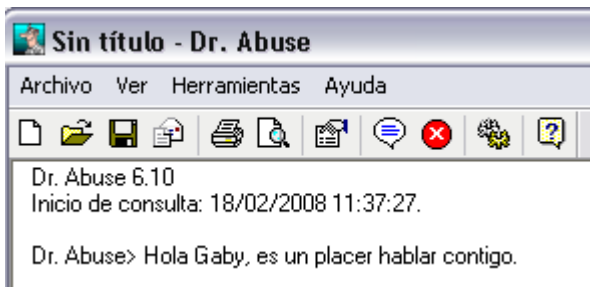 Sin título - Dr. Abuse
Archivo Ver Herramientas Ayuda
Dr. Abuse 6.10
Inicio de consulta: 18/02/2008 11:37:27.
Dr. Abuse> Hola Gaby, es un placer hablar contigo.